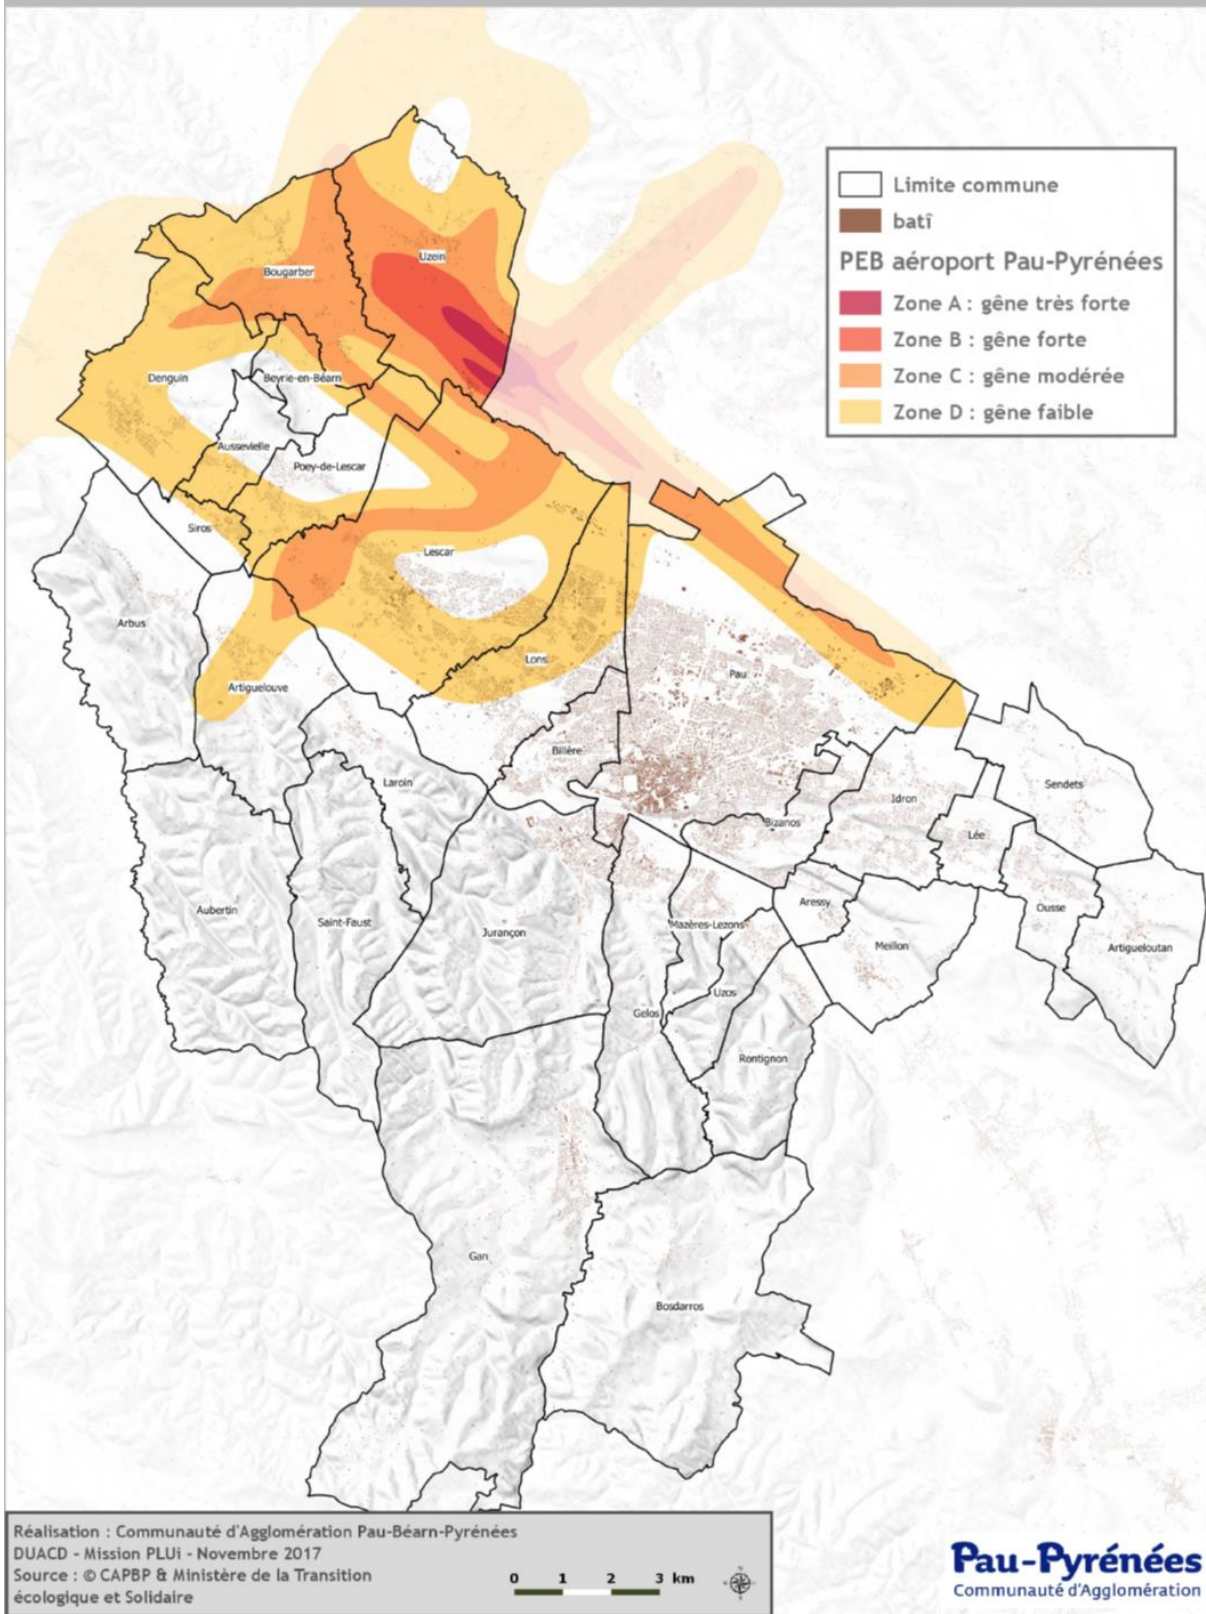 Limite commune
batî
PEB aéroport Pau-Pyrénées
Zone A : gêne très forte
Zone B : gêne forte
Zone C : gêne modérée
Zone D : gêne faible
Uzein
Bougarber
Denguin
Beyrie-en-Béarn
Aussevielle
Poey-de-Lescar
Siros
Lescar
Arbus
Lons
Artiguelouve
Pau
Billère
Laroin
Sendets
Idron
Bizanos
Lée
Aressy
Ousse
Aubertin
Saint-Faust
Jurançon
Mazères-Lezons
Meillon
Artigueloutan
Uzos
Gelos
Rontignon
Gan
Bosdarros
Réalisation : Communauté d'Agglomération Pau-Béarn-Pyrénées
DUACD - Mission PLUi - Novembre 2017
Source : © CAPBP & Ministère de la Transition
écologique et Solidaire
0 1 2 3 km
Pau-Pyrénées
Communauté d'Agglomération